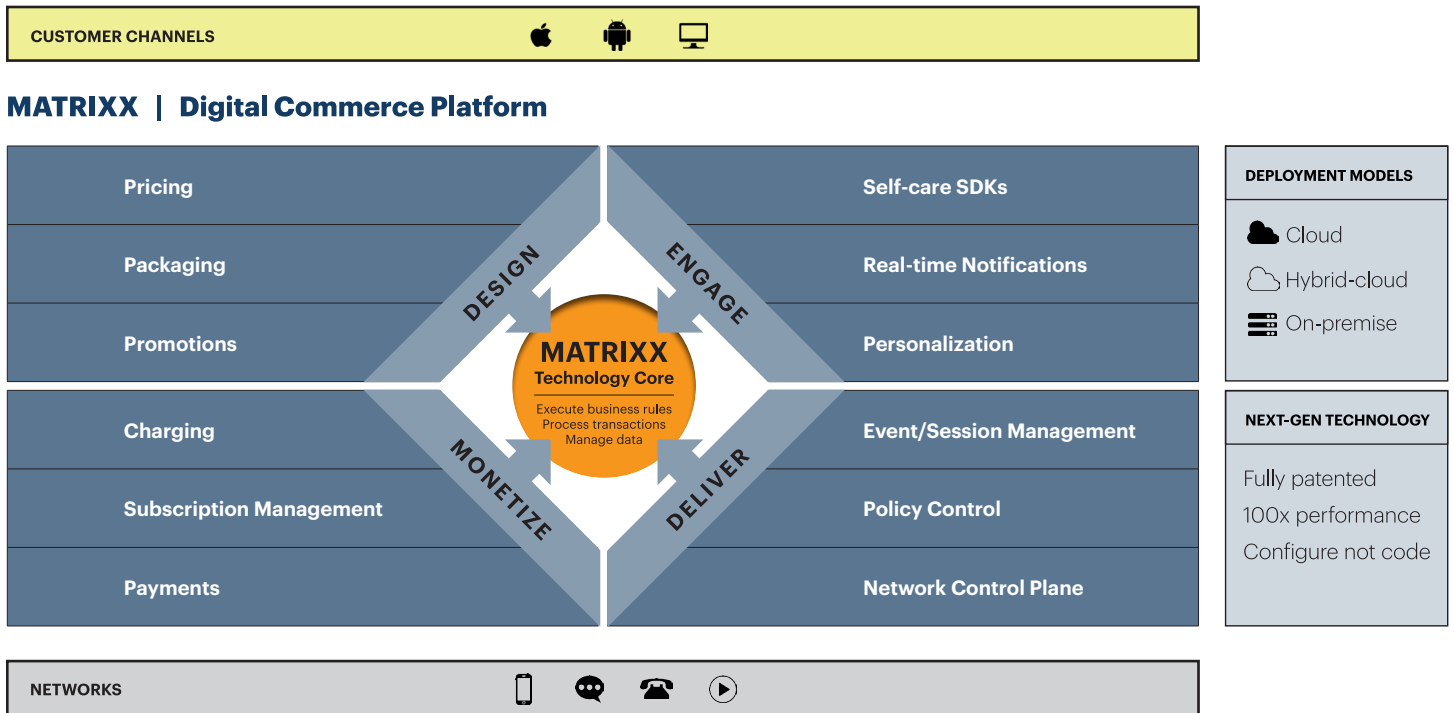 CUSTOMER CHANNELS
MATRIXX | Digital Commerce Platform
Pricing
Packaging
Promotions
DESIGN
Self-care SDKs
Real-time Notifications
Personalization
ENGAGE
MATRIXX
Technology Core
Execute business rules
Process transactions
Manage data
Charging
Subscription Management
Payments
MONETIZE
Event/Session Management
Policy Control
Network Control Plane
DELIVER
DEPLOYMENT MODELS
Cloud
Hybrid-cloud
On-premise
NEXT-GEN TECHNOLOGY
Fully patented
100x performance
Configure not code
NETWORKS